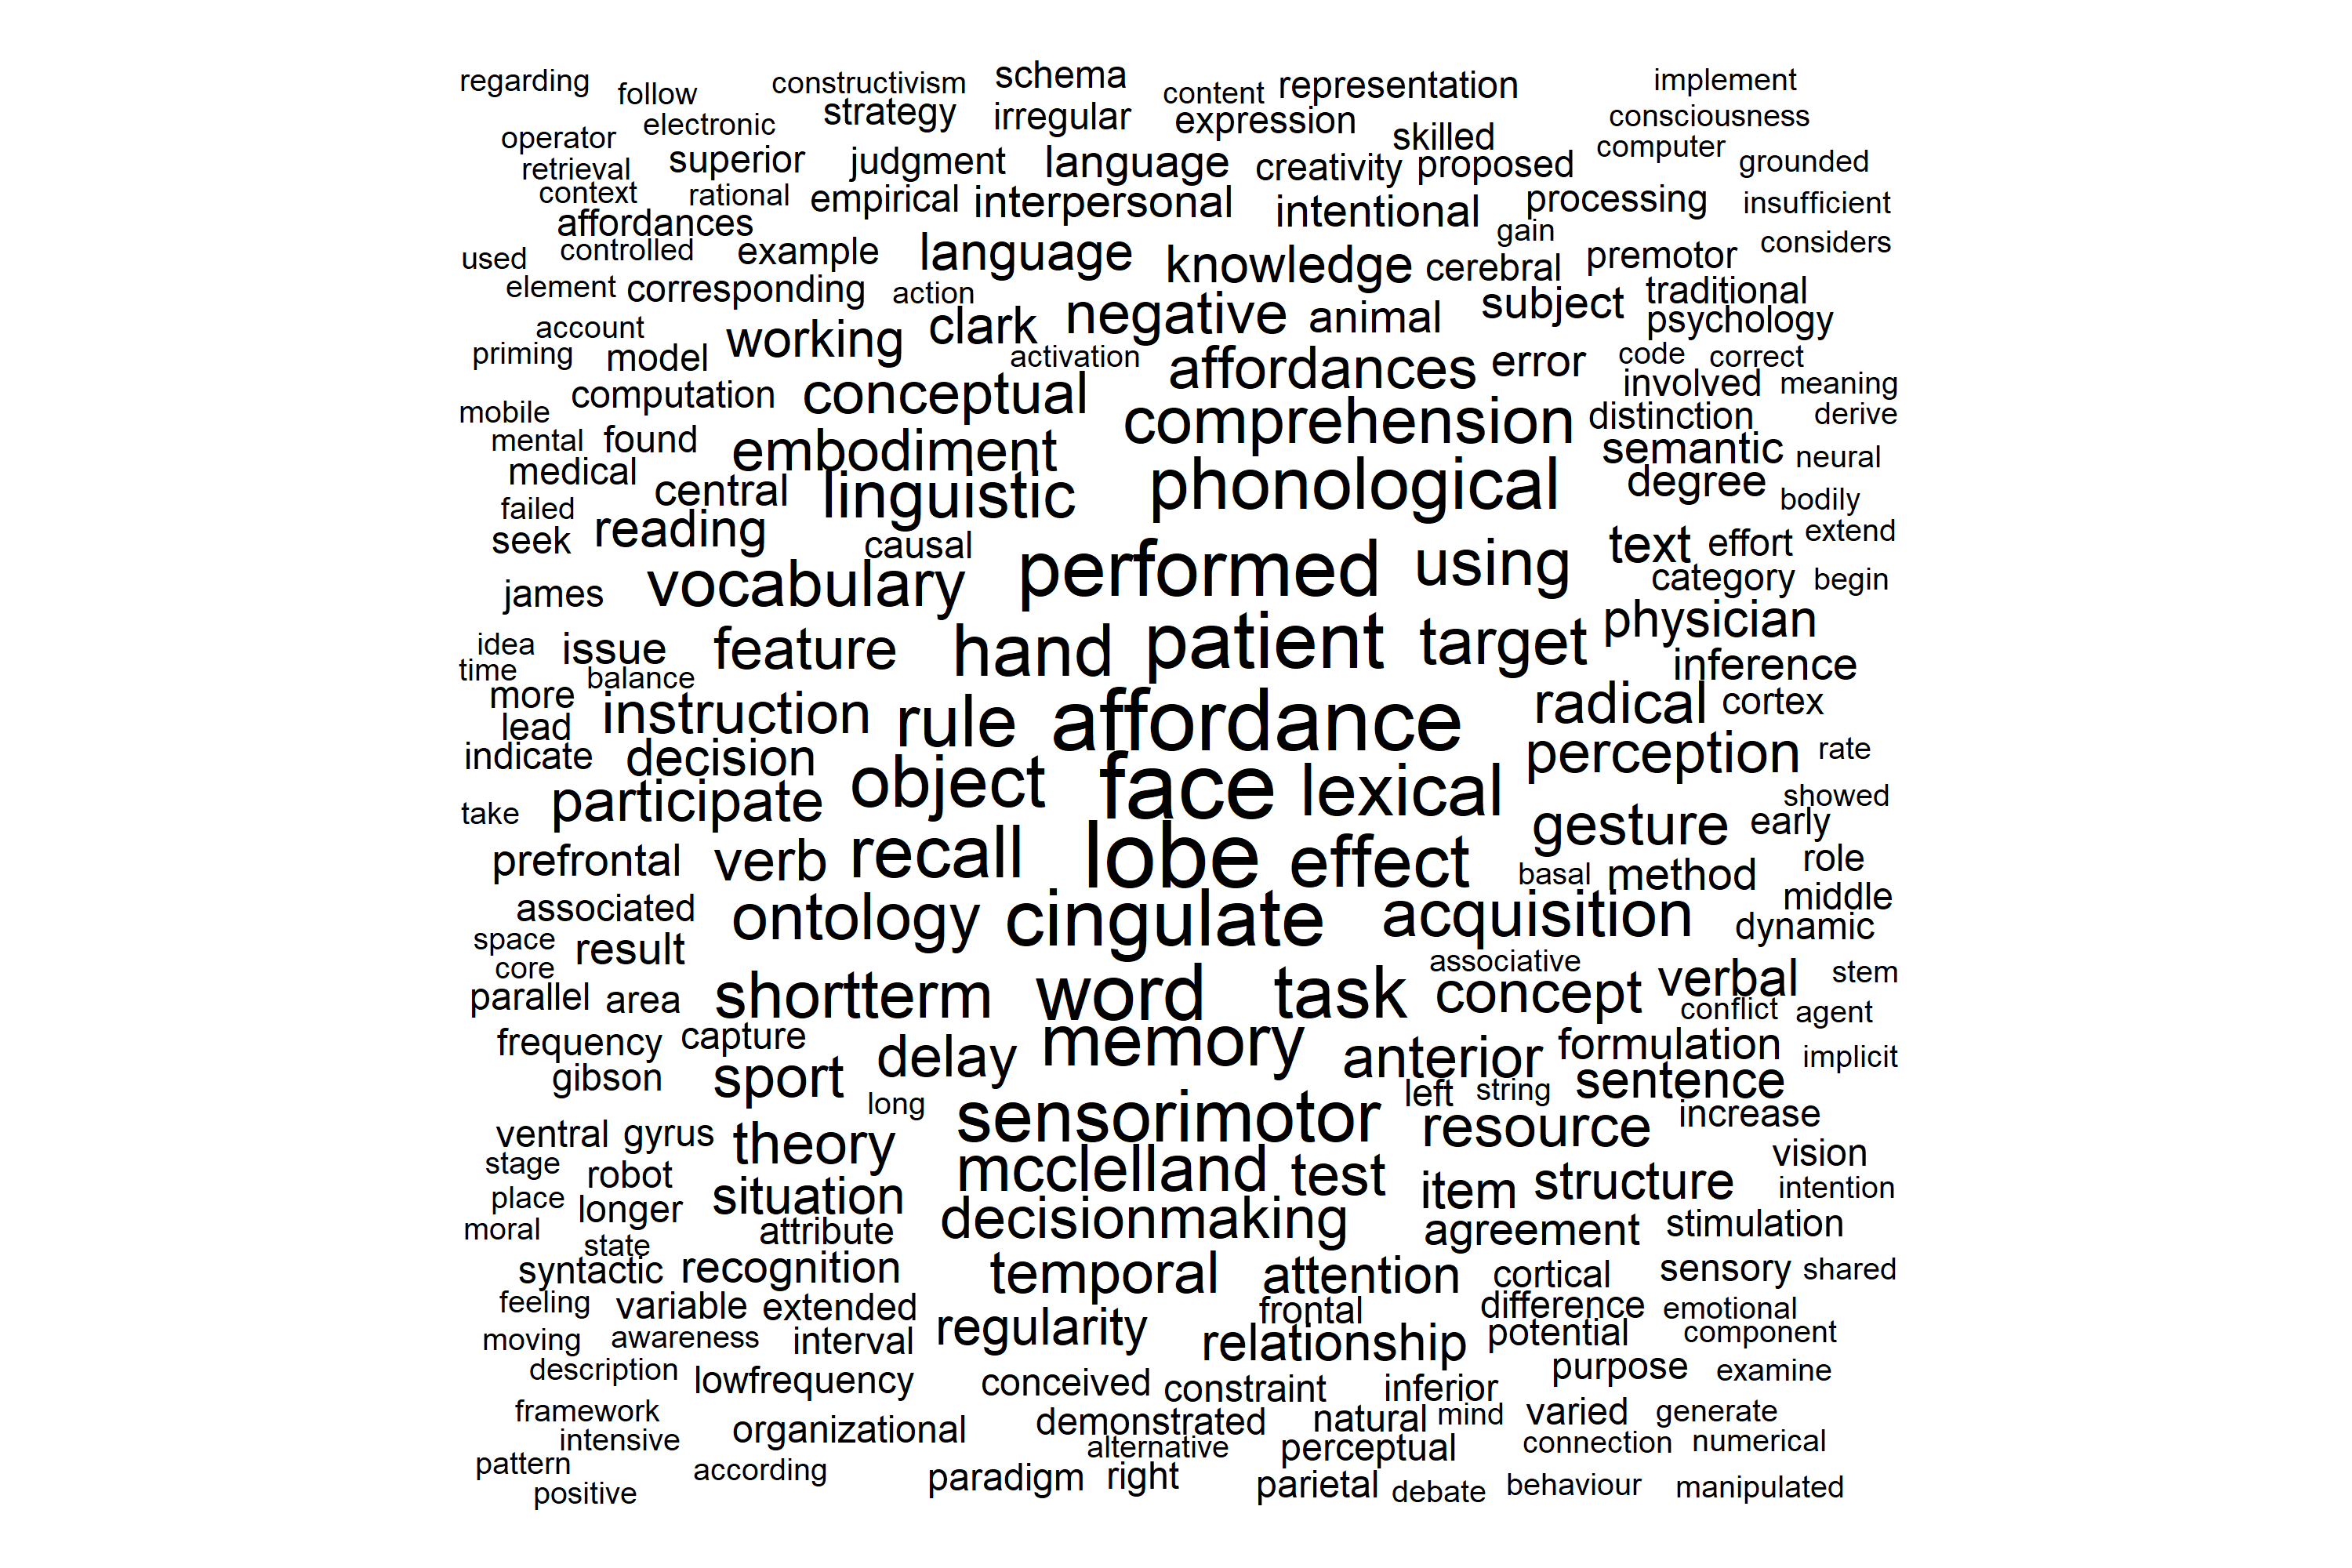 regarding follow constructivism schema content representation implement
operator electronic strategy irregular expression skilled consciousness
retrieval superior judgment language creativity proposed computer grounded
context rational empirical interpersonal intentional processing insufficient
affordances gain
used controlled example language knowledge cerebral premotor considers
element corresponding action negative animal subject traditional
account working clark psychology
priming model activation affordances error code correct
computation conceptual involved meaning
mobile comprehension distinction derive
mental found embodiment semantic neural
medical central linguistic phonological degree bodily
failed
seek reading causal text effort extend
james vocabulary performed using category begin
idea issue feature hand patient target physician
time balance inference
more instruction rule affordance radical cortex
lead
indicate decision object face lexical perception rate
take participate showed
prefrontal verb recall lobe effect gesture early
basal method role
associated ontology cingulate acquisition middle
space result dynamic
core associative
parallel area shortterm word task concept verbal stem
conflict agent
frequency capture delay memory anterior formulation implicit
gibson sport left string sentence
long
ventral gyrus theory sensorimotor resource increase
stage robot mcclelland test vision
place longer situation item structure intention
moral attribute decisionmaking agreement stimulation
state
syntactic recognition temporal attention cortical sensory shared
feeling variable extended frontal difference emotional
moving awareness interval regularity relationship potential component
description lowfrequency conceived constraint inferior purpose examine
framework organizational demonstrated natural mind varied generate
intensive alternative perceptual connection numerical
pattern according paradigm right parietal debate behaviour manipulated
positive